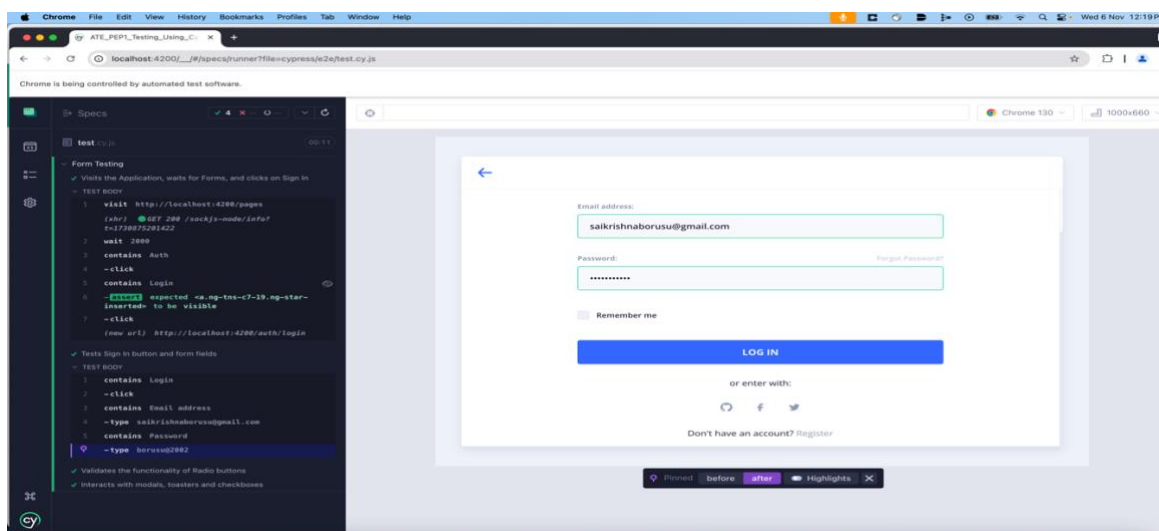 Chrome File Edit View History Bookmarks Profiles Tab Window Help
Wed 6 Nov 12:19P
ATE_PEP1_Testing_Using_C
localhost:4200/__/#/specs/runner?file=cypress/e2e/test.cy.js
Chrome is being controlled by automated test software.
Specs
4
Chrome 130
1000x660
test.cy.js
00:11
Form Testing
Visits the Application, waits for Forms, and clicks on Sign In
TEST BODY
1 visit http://localhost:4200/pages
(xhr) GET 200 /sockjs-node/info?
t=1730875201422
2 wait 2000
3 contains Auth
4 -click
5 contains Login
6 -assert expected <a.ng-tns-c7-19.ng-star-
inserted> to be visible
7 -click
(new url) http://localhost:4200/auth/login
Tests Sign In button and form fields
TEST BODY
1 contains Login
2 -click
3 contains Email address
4 -type saikrishnaborusu@gmail.com
5 contains Password
-type borusu@2002
Validates the functionality of Radio buttons
Interacts with modals, toasters and checkboxes
cy
Email address:
saikrishnaborusu@gmail.com
Password:
Forgot Password?
Remember me
LOG IN
or enter with:
Don't have an account? Register
Pinned before after Highlights